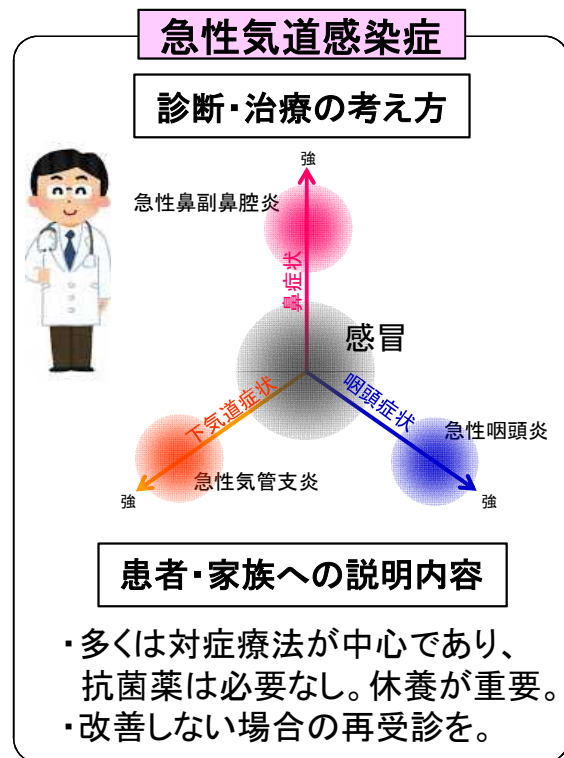 急性気道感染症
診断・治療の考え方
強
急性鼻副鼻腔炎
鼻症状
感冒
下気道症状
咽頭症状
急性咽頭炎
急性気管支炎
強
強
患者・家族への説明内容
・多くは対症療法が中心であり、
抗菌薬は必要なし。休養が重要。
・改善しない場合の再受診を。